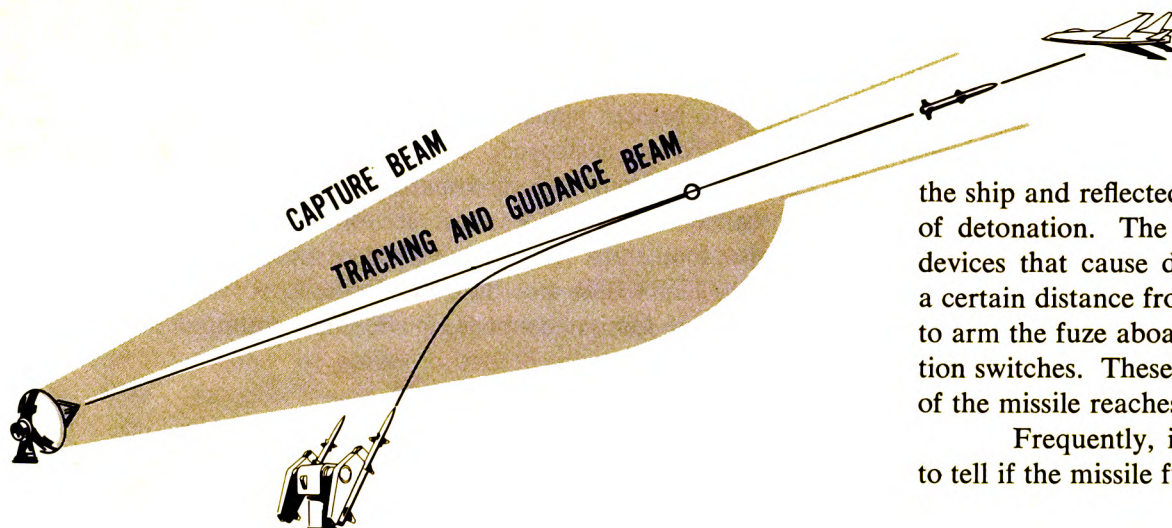 CAPTURE BEAM
TRACKING AND GUIDANCE BEAM
the ship and reflected
of detonation. The
devices that cause d
a certain distance fro
to arm the fuze aboa
tion switches. These
of the missile reaches
Frequently, i
to tell if the missile f